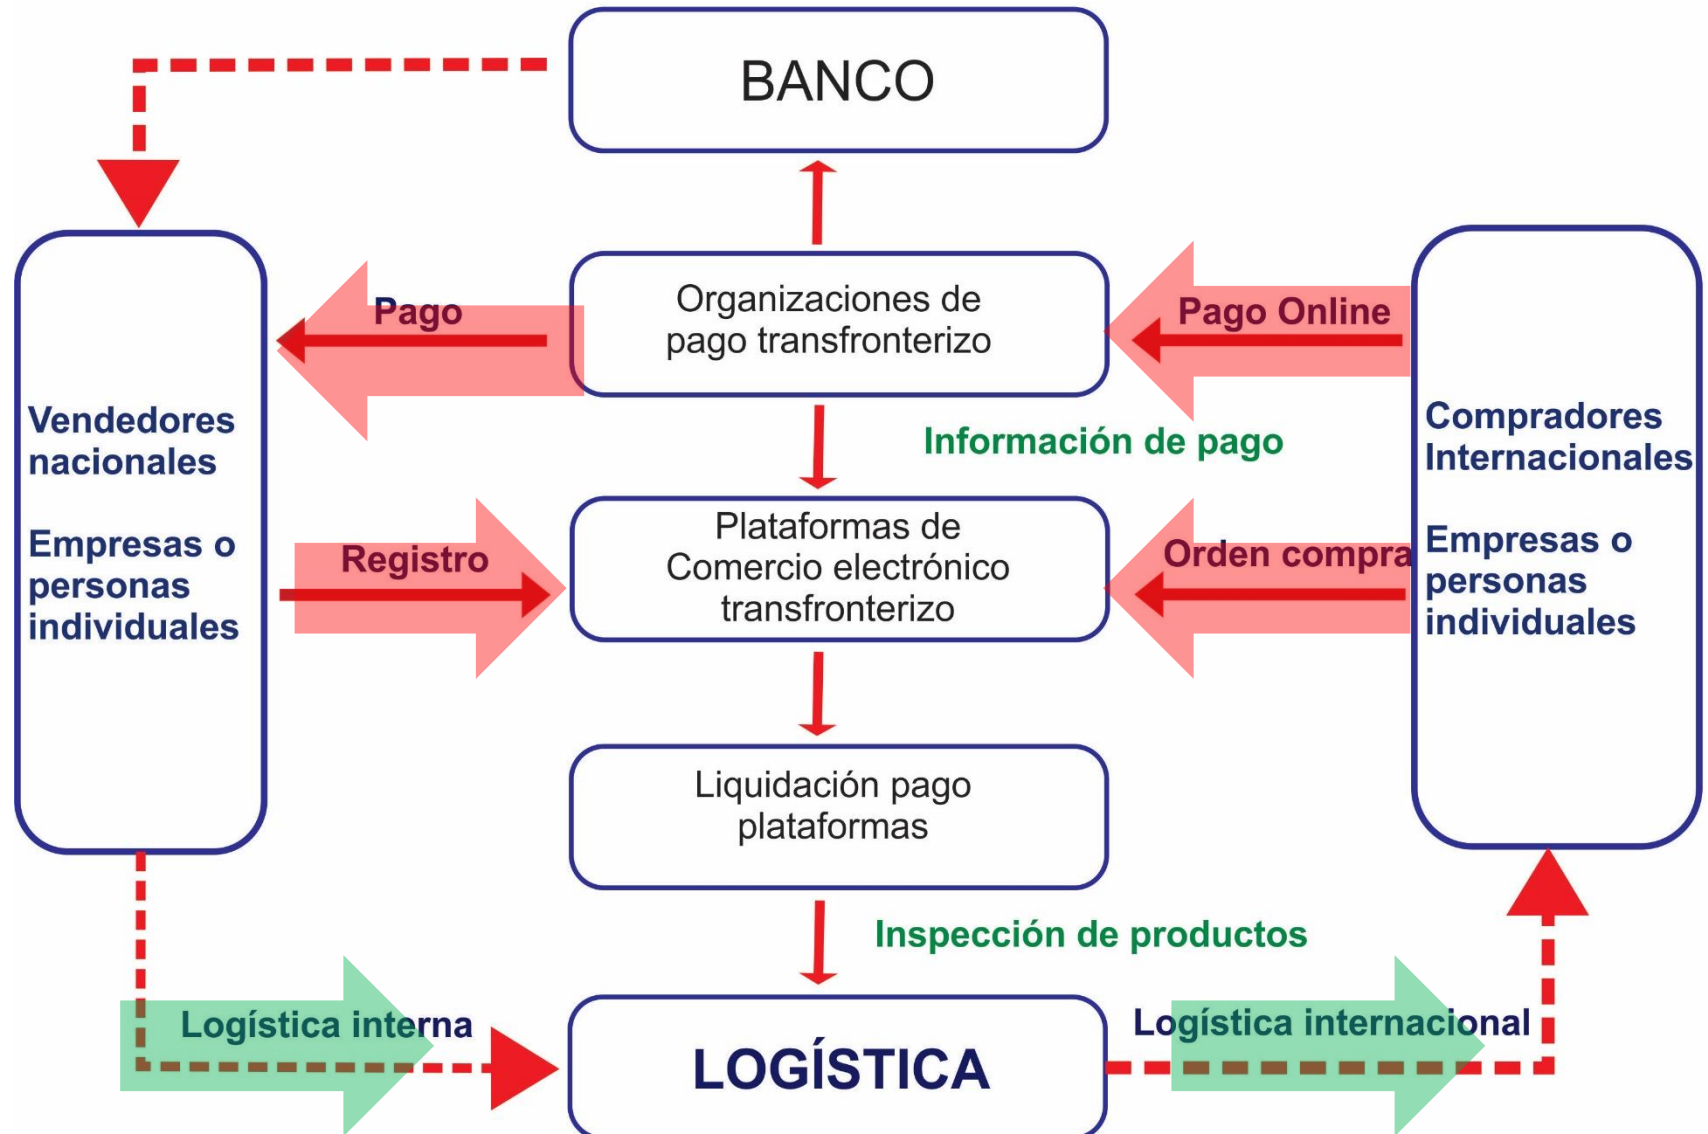 BANCO
Organizaciones de
pago transfronterizo
Pago
Pago Online
Vendedores
nacionales
Empresas o
personas
individuales
Información de pago
Compradores
Internacionales
Empresas o
personas
individuales
Plataformas de
Comercio electrónico
transfronterizo
Registro
Orden compra
Liquidación pago
plataformas
Inspección de productos
Logística interna
LOGÍSTICA
Logística internacional